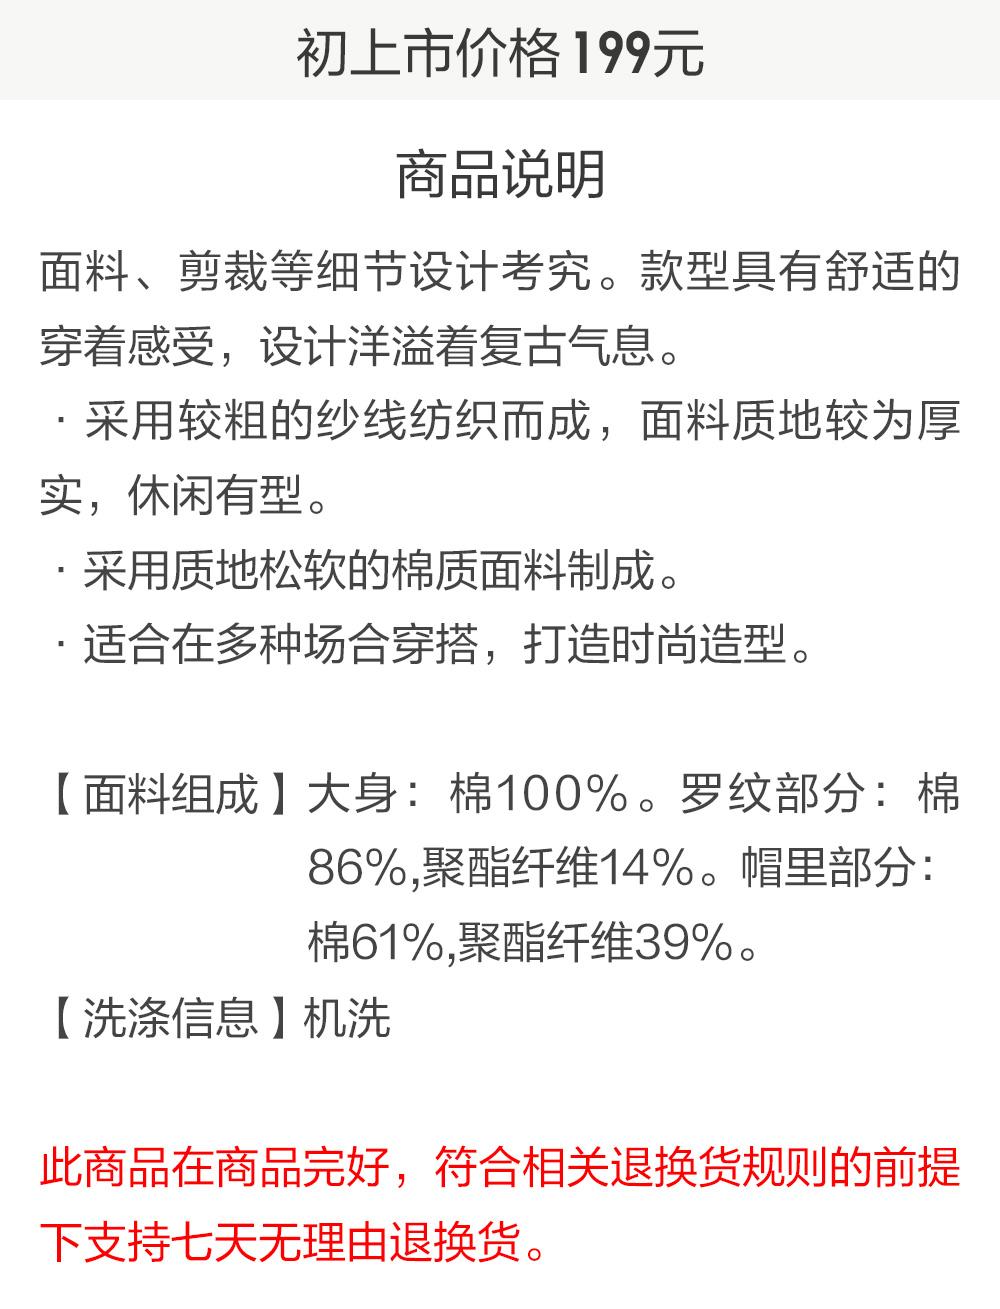 初上市价格199元
商品说明
面料、剪裁等细节设计考究。款型具有舒适的
穿着感受，设计洋溢着复古气息。
· 采用较粗的纱线纺织而成，面料质地较为厚
实，休闲有型。
· 采用质地松软的棉质面料制成。
· 适合在多种场合穿搭，打造时尚造型。
【面料组成】大身：棉100%。罗纹部分：棉
86%,聚酯纤维14%。帽里部分：
棉61%,聚酯纤维39%。
【洗涤信息】机洗
此商品在商品完好，符合相关退换货规则的前提
下支持七天无理由退换货。